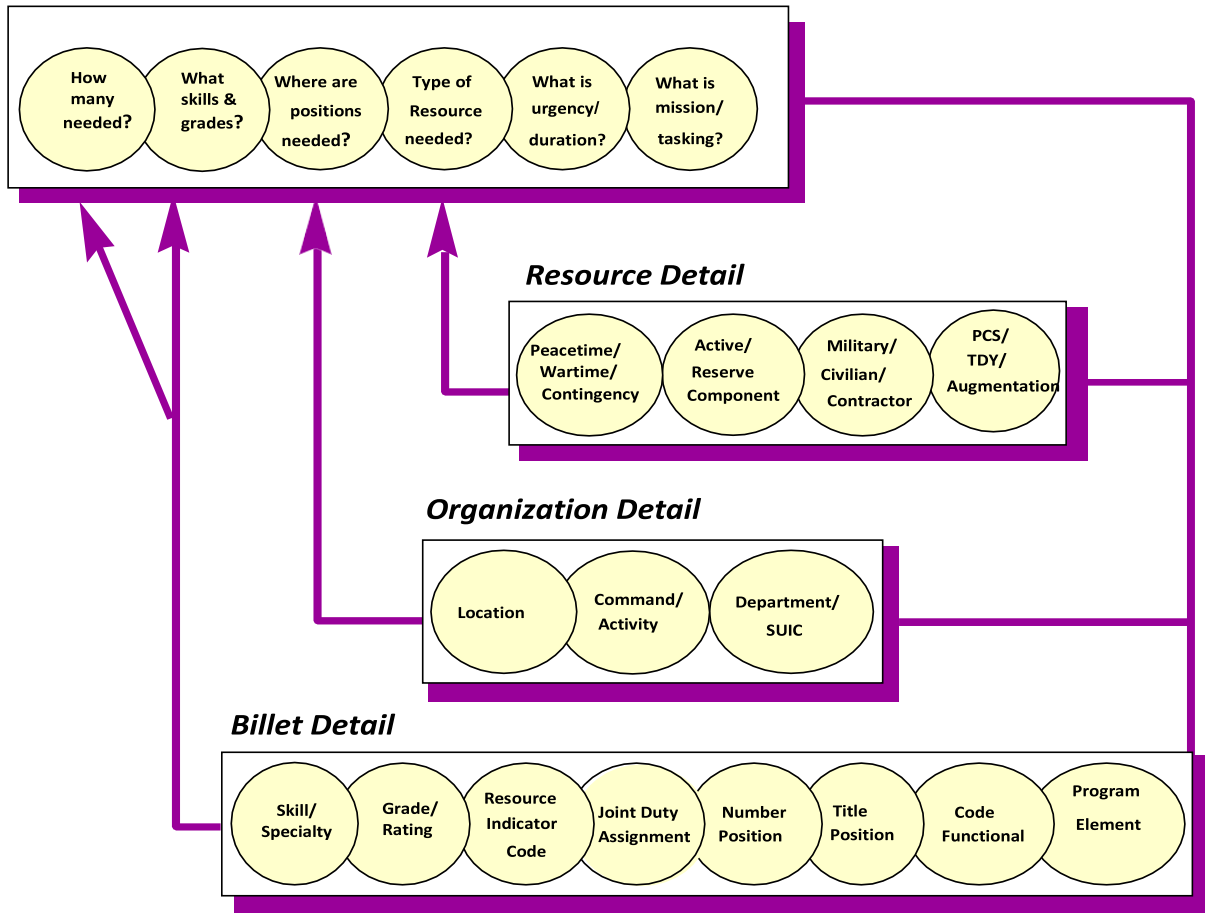 How
many
needed?
What
skills &
grades?
Where are
positions
needed?
Type of
Resource
needed?
What is
urgency/
duration?
What is
mission/
tasking?
Resource Detail
Peacetime/
Wartime/
Contingency
Active/
Reserve
Component
Military/
Civilian/
Contractor
PCS/
TDY/
Augmentation
Organization Detail
Location
Command/
Activity
Department/
SUIC
Billet Detail
Skill/
Specialty
Grade/
Rating
Resource
Indicator
Code
Joint Duty
Assignment
Number
Position
Title
Position
Code
Functional
Program
Element